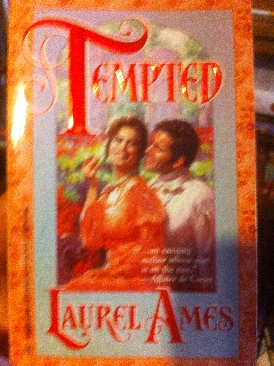 TEMPTED
...an exciting
author whose star
is on the rise."
—Affaire de Coeur
LAUREL AMES